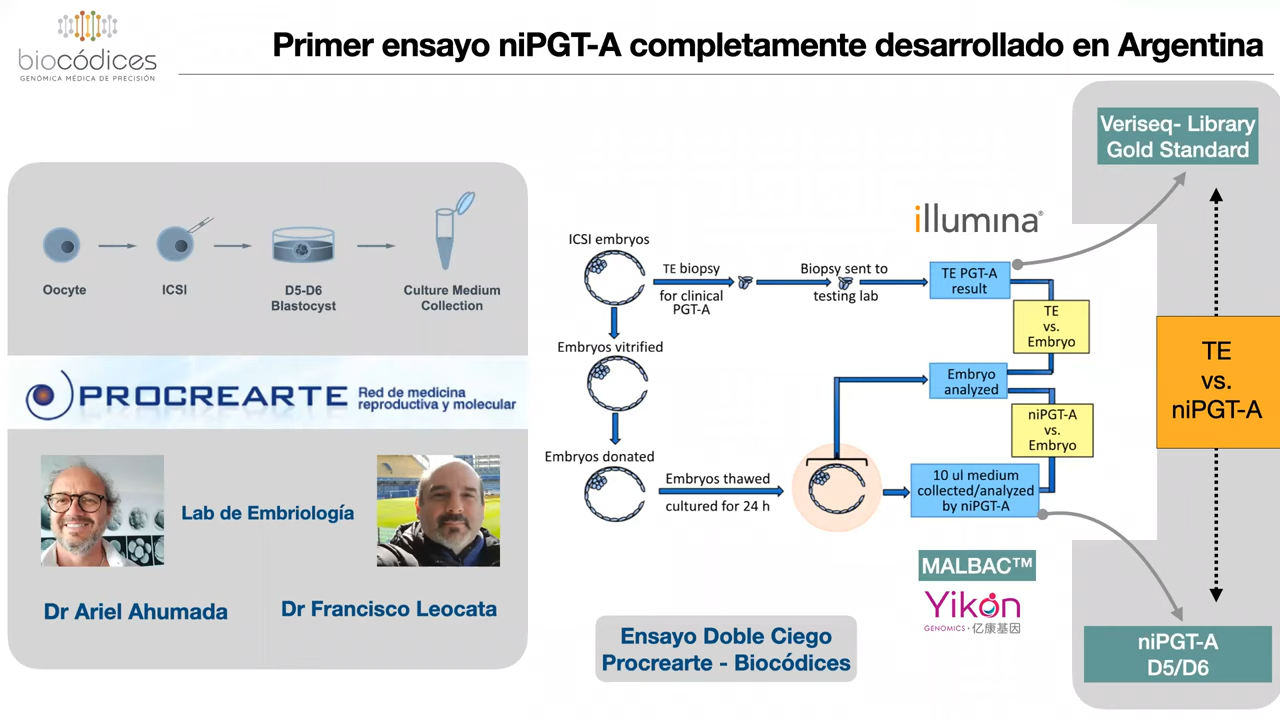 biocódices
GENÓMICA MÉDICA DE PRECISIÓN
Primer ensayo niPGT-A completamente desarrollado en Argentina
Oocyte
ICSI
D5-D6
Blastocyst
Culture Medium
Collection
PROCREARTE
Red de medicina
reproductiva y molecular
Lab de Embriología
Dr Ariel Ahumada
Dr Francisco Leocata
ICSI embryos
TE biopsy
for clinical
PGT-A
Biopsy sent to
testing lab
illumina®
TE PGT-A
result
TE
vs.
Embryo
Embryos vitrified
Embryo
analyzed
niPGT-A
vs.
Embryo
Embryos donated
Embryos thawed
cultured for 24 h
10 ul medium
collected/analyzed
by niPGT-A
MALBAC™
Yikon
GENOMICS·亿康基因
Ensayo Doble Ciego
Procrearte - Biocódices
Veriseq- Library
Gold Standard
TE
vs.
niPGT-A
niPGT-A
D5/D6